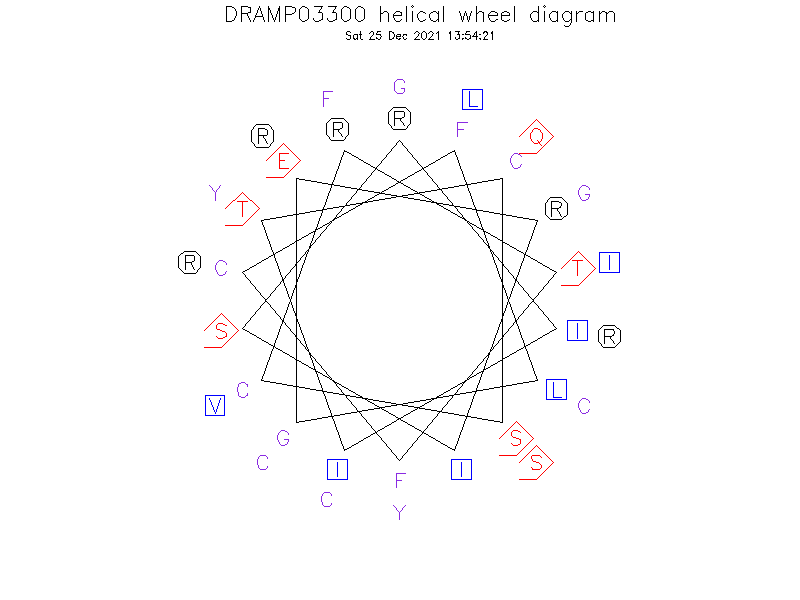 DRAMP03300 helical wheel diagram
Sat 25 Dec 2021 13:54:21
G
F L
R R F R Q
E C
Y T R G
R C T I
S I R
C L
V C
G S
C I I S
C F
Y